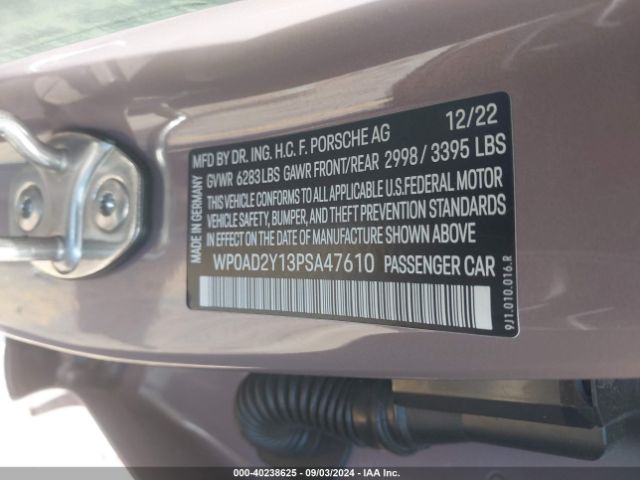 MFD BY DR. ING. H.C. F. PORSCHE AG 12/22
GVWR 6283 LBS GAWR FRONT/REAR 2998 / 3395 LBS
THIS VEHICLE CONFORMS TO ALL APPLICABLE U.S.FEDERAL MOTOR
VEHICLE SAFETY, BUMPER, AND THEFT PREVENTION STANDARDS
IN EFFECT ON THE DATE OF MANUFACTURE SHOWN ABOVE
WP0AD2Y13PSA47610 PASSENGER CAR
MADE IN GERMANY
9J1.010.016.R
000-40238625 - 09/03/2024 - IAA Inc.